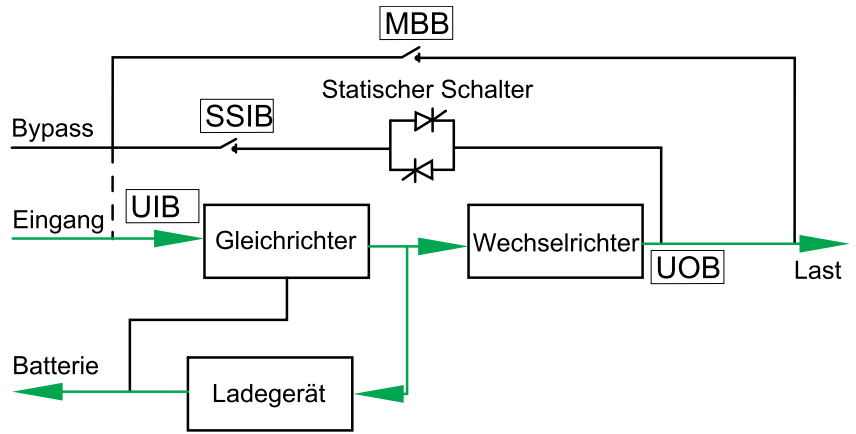 MBB
Statischer Schalter
SSIB
Bypass
UIB
Eingang
Gleichrichter
Wechselrichter
UOB
Last
Batterie
Ladegerät